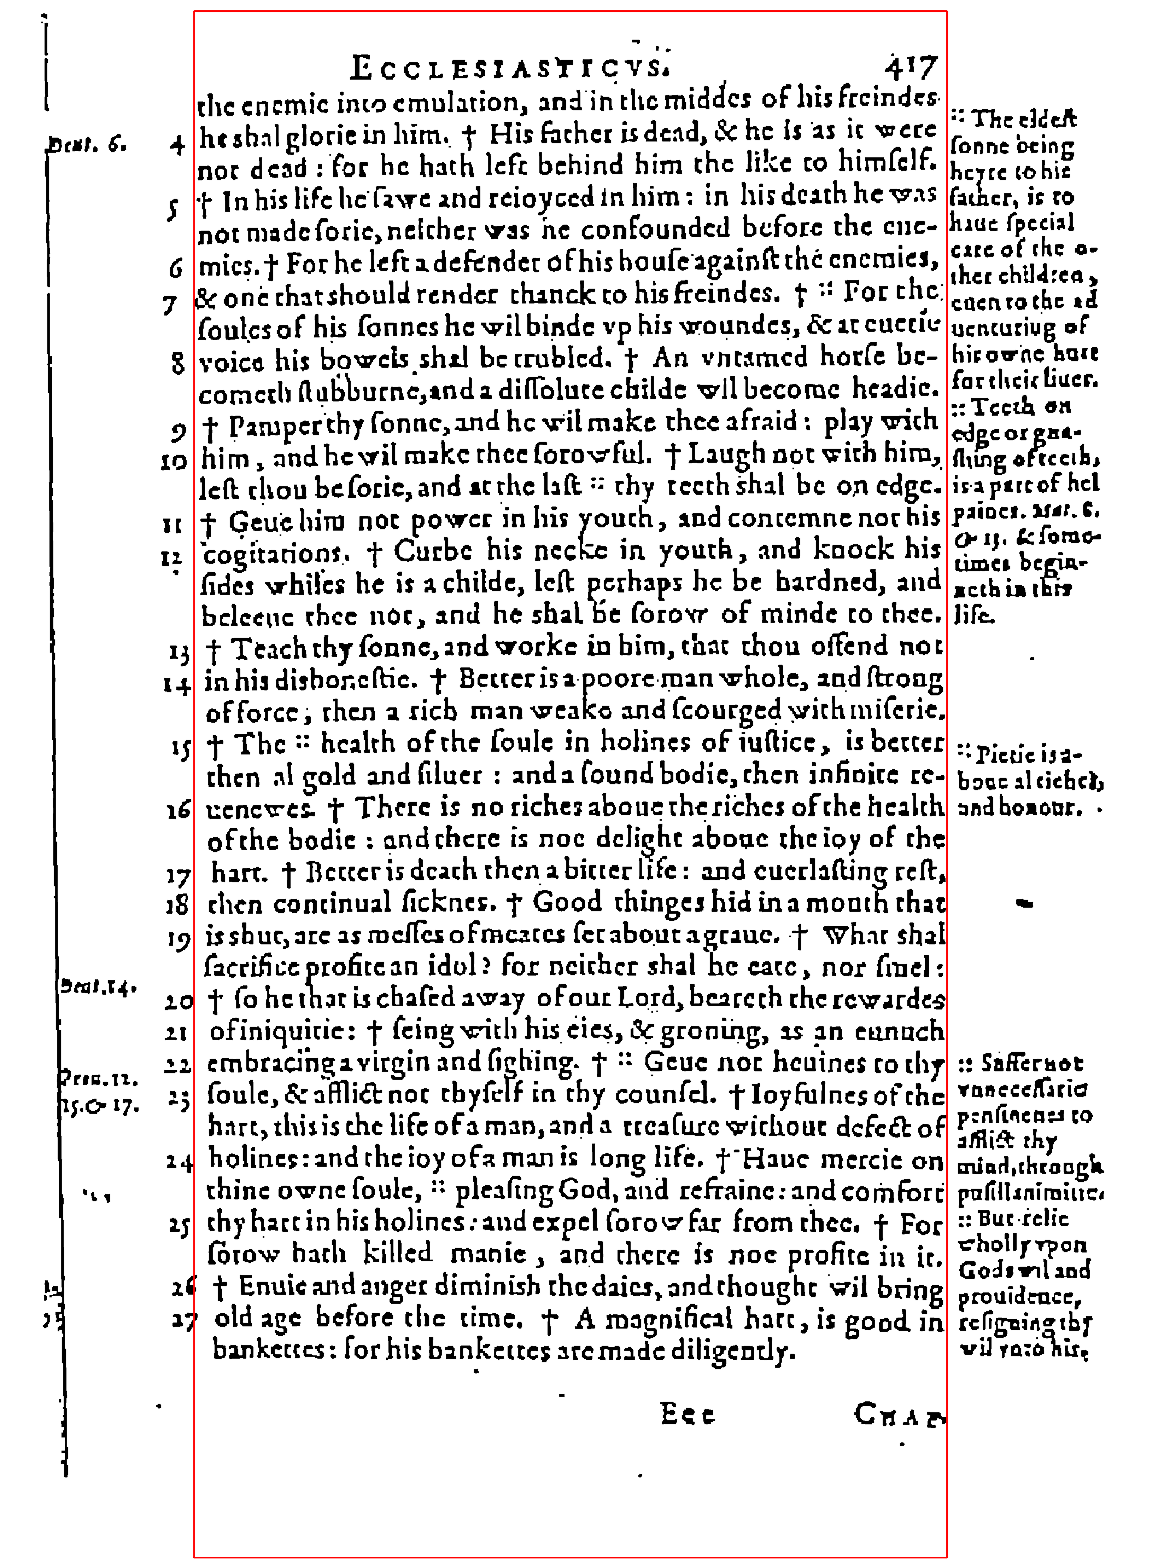 ECCLESIASTICVS. 417
the enemie into emulation, and in the middes of his freindes
Deut. 6. 4 he shal glorie in him. † His father is dead, & he is as it were
not dead : for he hath left behind him the like to himſelf.
5 † In his life he ſawe and reioyced in him : in his death he was
not made ſorie, neither was he confounded before the ene-
6 mies. † For he left a defender of his houſe againſt the enemies,
7 & one that should render thanck to his freindes. † :: For the
ſoules of his ſonnes he wil binde vp his woundes, & at euerie
8 voice his bowels shal be trubled. † An vntamed horſe be-
cometh ſtubburne, and a diſſolute childe wil become headie.
9 † Pamper thy ſonne, and he wil make thee afraid : play with
10 him, and he wil make thee ſorowful. † Laugh not with him,
leſt thou be ſorie, and at the laſt :: thy teeth shal be on edge.
11 † Geue him not power in his youth, and contemne not his
12 cogitations. † Curbe his necke in youth, and knock his
ſides whiles he is a childe, leſt perhaps he be hardned, and
beleeue thee not, and he shal be ſorow of minde to thee.
13 † Teach thy ſonne, and worke in him, that thou offend not
14 in his dishoneſtie. † Better is a poore man whole, and ſtrong
of force, then a rich man weake and ſcourged with miſerie.
15 † The :: health of the ſoule in holines of iuſtice, is better
then al gold and ſiluer : and a ſound bodie, then infinite re-
16 uenewes. † There is no riches aboue the riches of the health
of the bodie : and there is not delight aboue the ioy of the
17 hart. † Better is death then a bitter life : and euerlaſting reſt,
18 then continual ſicknes. † Good thinges hid in a mouth that
19 is shut, are as meſſes of meates ſet about a graue. † What shal
ſacrifice profite an idol? for neither shal he eate, nor ſmel :
Deut. 14. 20 † ſo he that is chaſed away of our Lord, beareth the rewardes
21 of iniquitie : † ſeing with his eies, & groning, as an eunuch
22 embracing a virgin and ſighing. † :: Geue not heuines to thy
Prou. 12. 15. & 17. 23 ſoule, & afflict not thyſelf in thy counſel. † Ioyfulnes of the
hart, this is the life of a man, and a treaſure without defect of
24 holines : and the ioy of a man is long life. † Haue mercie on
thine owne ſoule, :: pleaſing God, and refraine : and comfort
25 thy hart in his holines : and expel ſorow far from thee. † For
ſorow hath killed manie, and there is not profite in it.
26 † Enuie and anger diminish the daies, and thought wil bring
27 old age before the time. † A magnifical hart, is good in
bankettes : for his bankettes are made diligently.
Eee CHAP
:: The eldeſt
ſonne being
heyre to his
father, is to
haue ſpecial
care of the o-
ther children,
euen to the ad
uenturing of
his owne hart
for their liues.
:: Teeth on
edge or gna-
ſhing of teeth,
is a part of hel
paines. Mat. 8.
& 13. & ſome-
times begin-
neth in this
life.
:: Pietie is a-
boue al riches,
and honour.
:: Suffer not
vnneceſſarie
penſiuenes to
afflict thy
mind, through
puſillanimitie.
:: But relie
wholly vpon
Gods wil and
prouidence,
reſigning thy
wil vnto his.